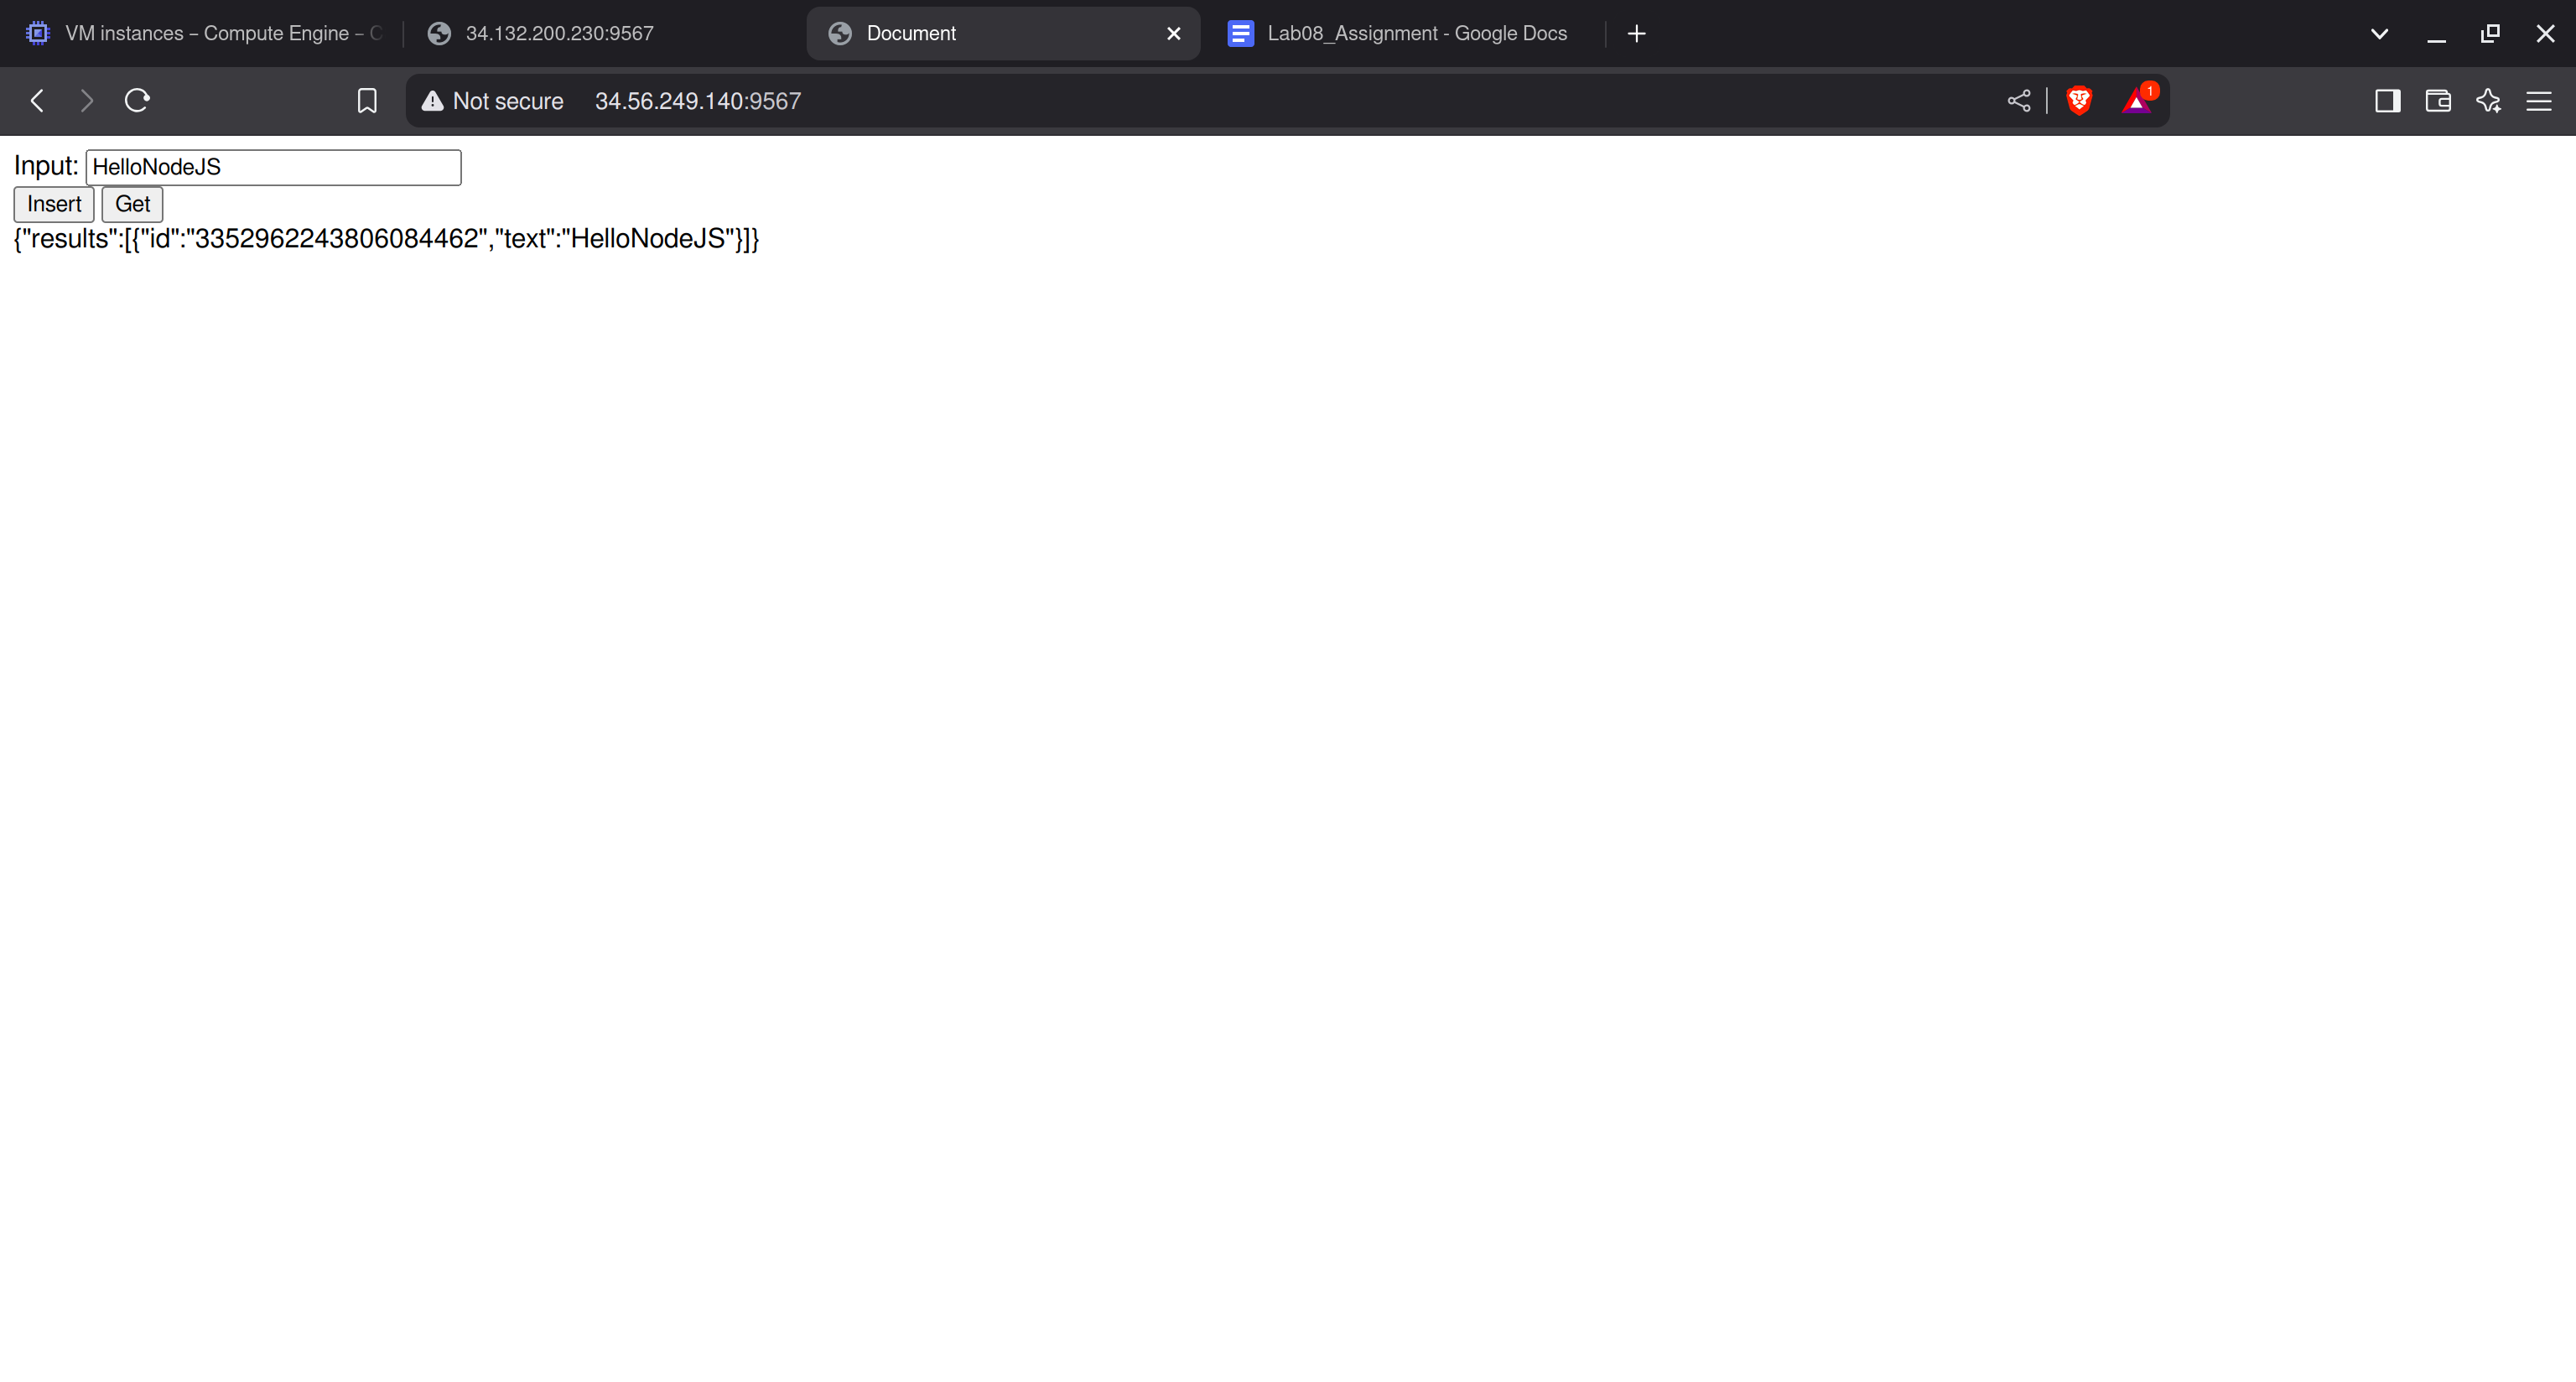 VM instances – Compute Engine – C
34.132.200.230:9567
Document
Lab08_Assignment - Google Docs
Not secure 34.56.249.140:9567
1
Input: HelloNodeJS
Insert Get
{"results":[{"id":"3352962243806084462","text":"HelloNodeJS"}]}